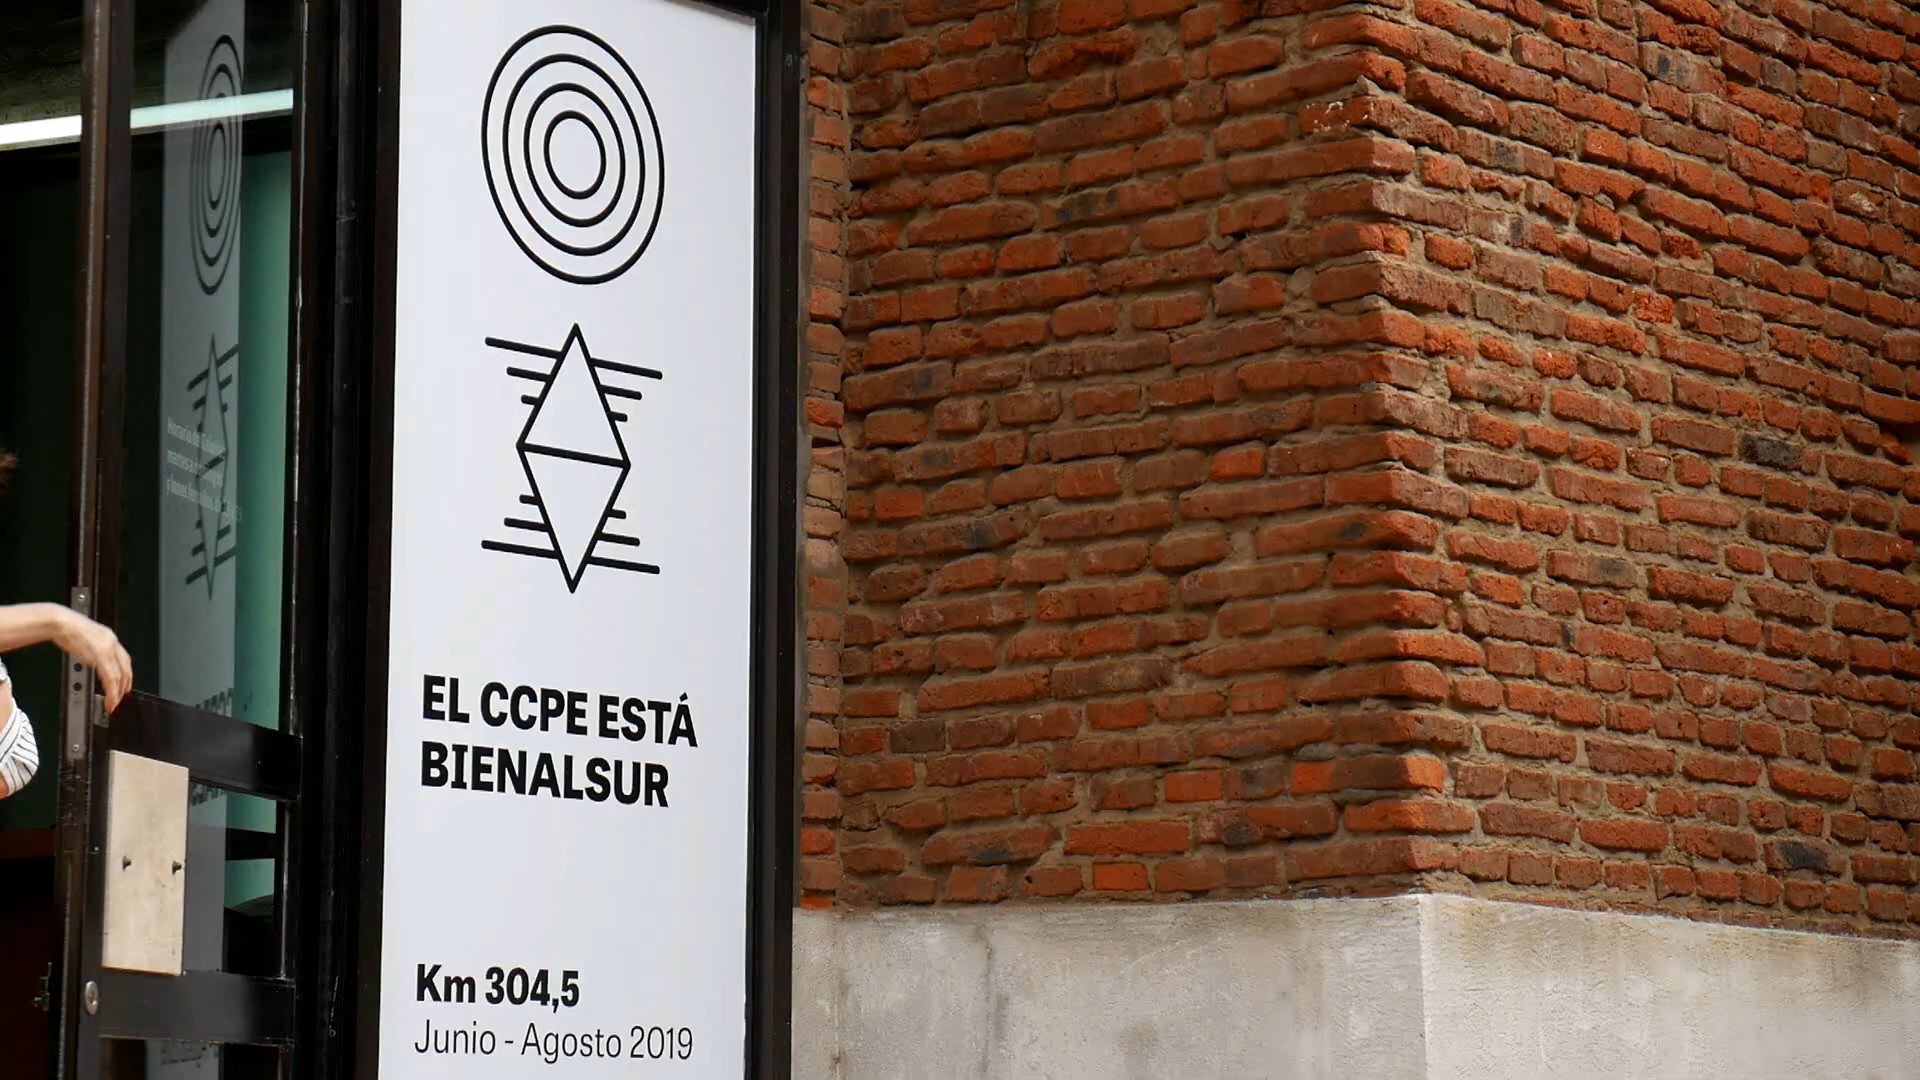 EL CCPE ESTÁ
BIENALSUR
Km 304,5
Junio - Agosto 2019